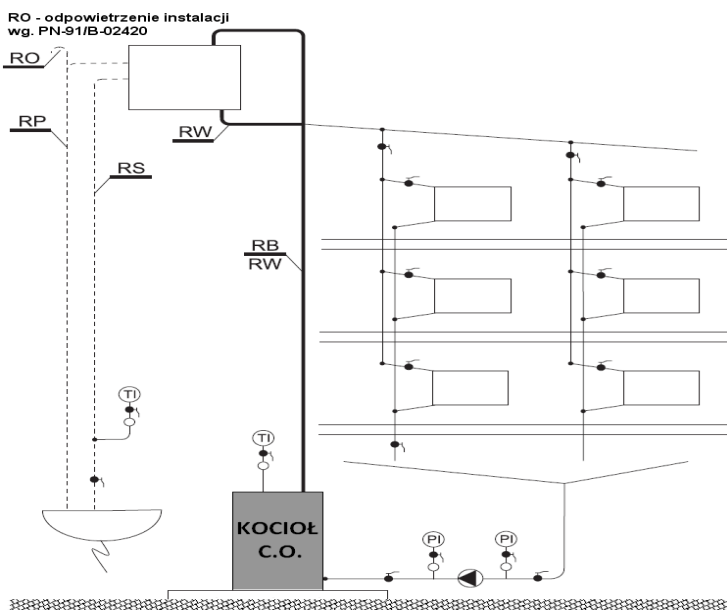 RO - odpowietrzenie instalacji
wg. PN-91/B-02420
RO
RP
RW
RS
RB
RW
TI
TI
KOCIOŁ
C.O.
PI
PI